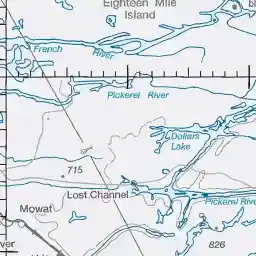 Eighteen Mile
Island
French River
Pickerel River
Dollars
Lake
715
Lost Channel
Mowat
Pickerel River
826